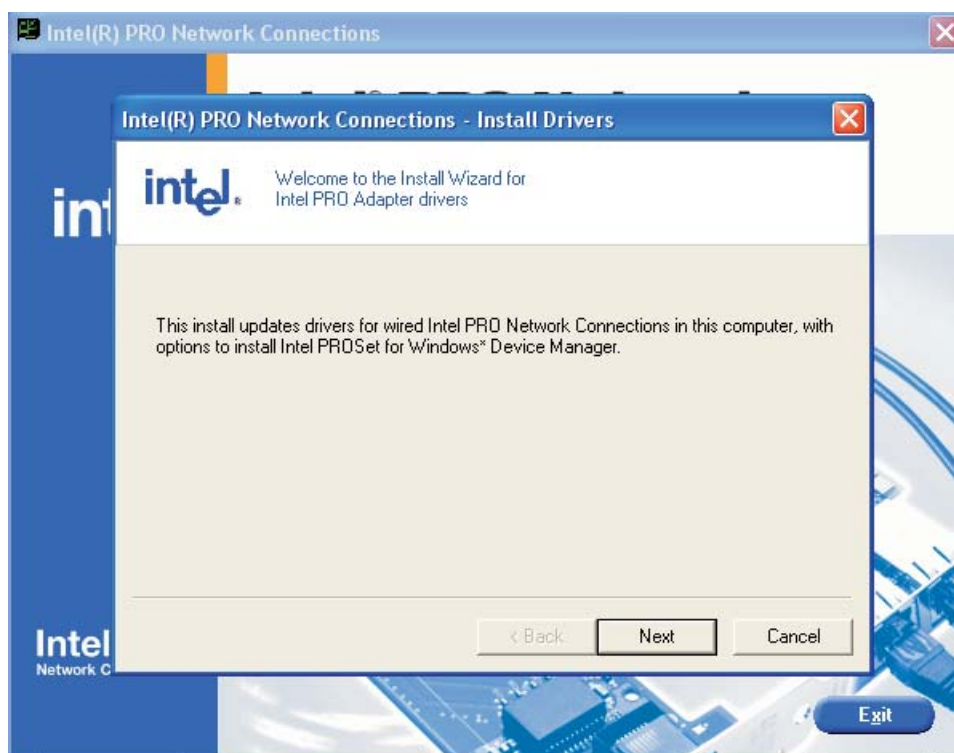 Intel(R) PRO Network Connections
Intel(R) PRO Network Connections - Install Drivers
intel®
Welcome to the Install Wizard for
Intel PRO Adapter drivers
This install updates drivers for wired Intel PRO Network Connections in this computer, with
options to install Intel PROSet for Windows* Device Manager.
< Back
Next
Cancel
Intel
Exit